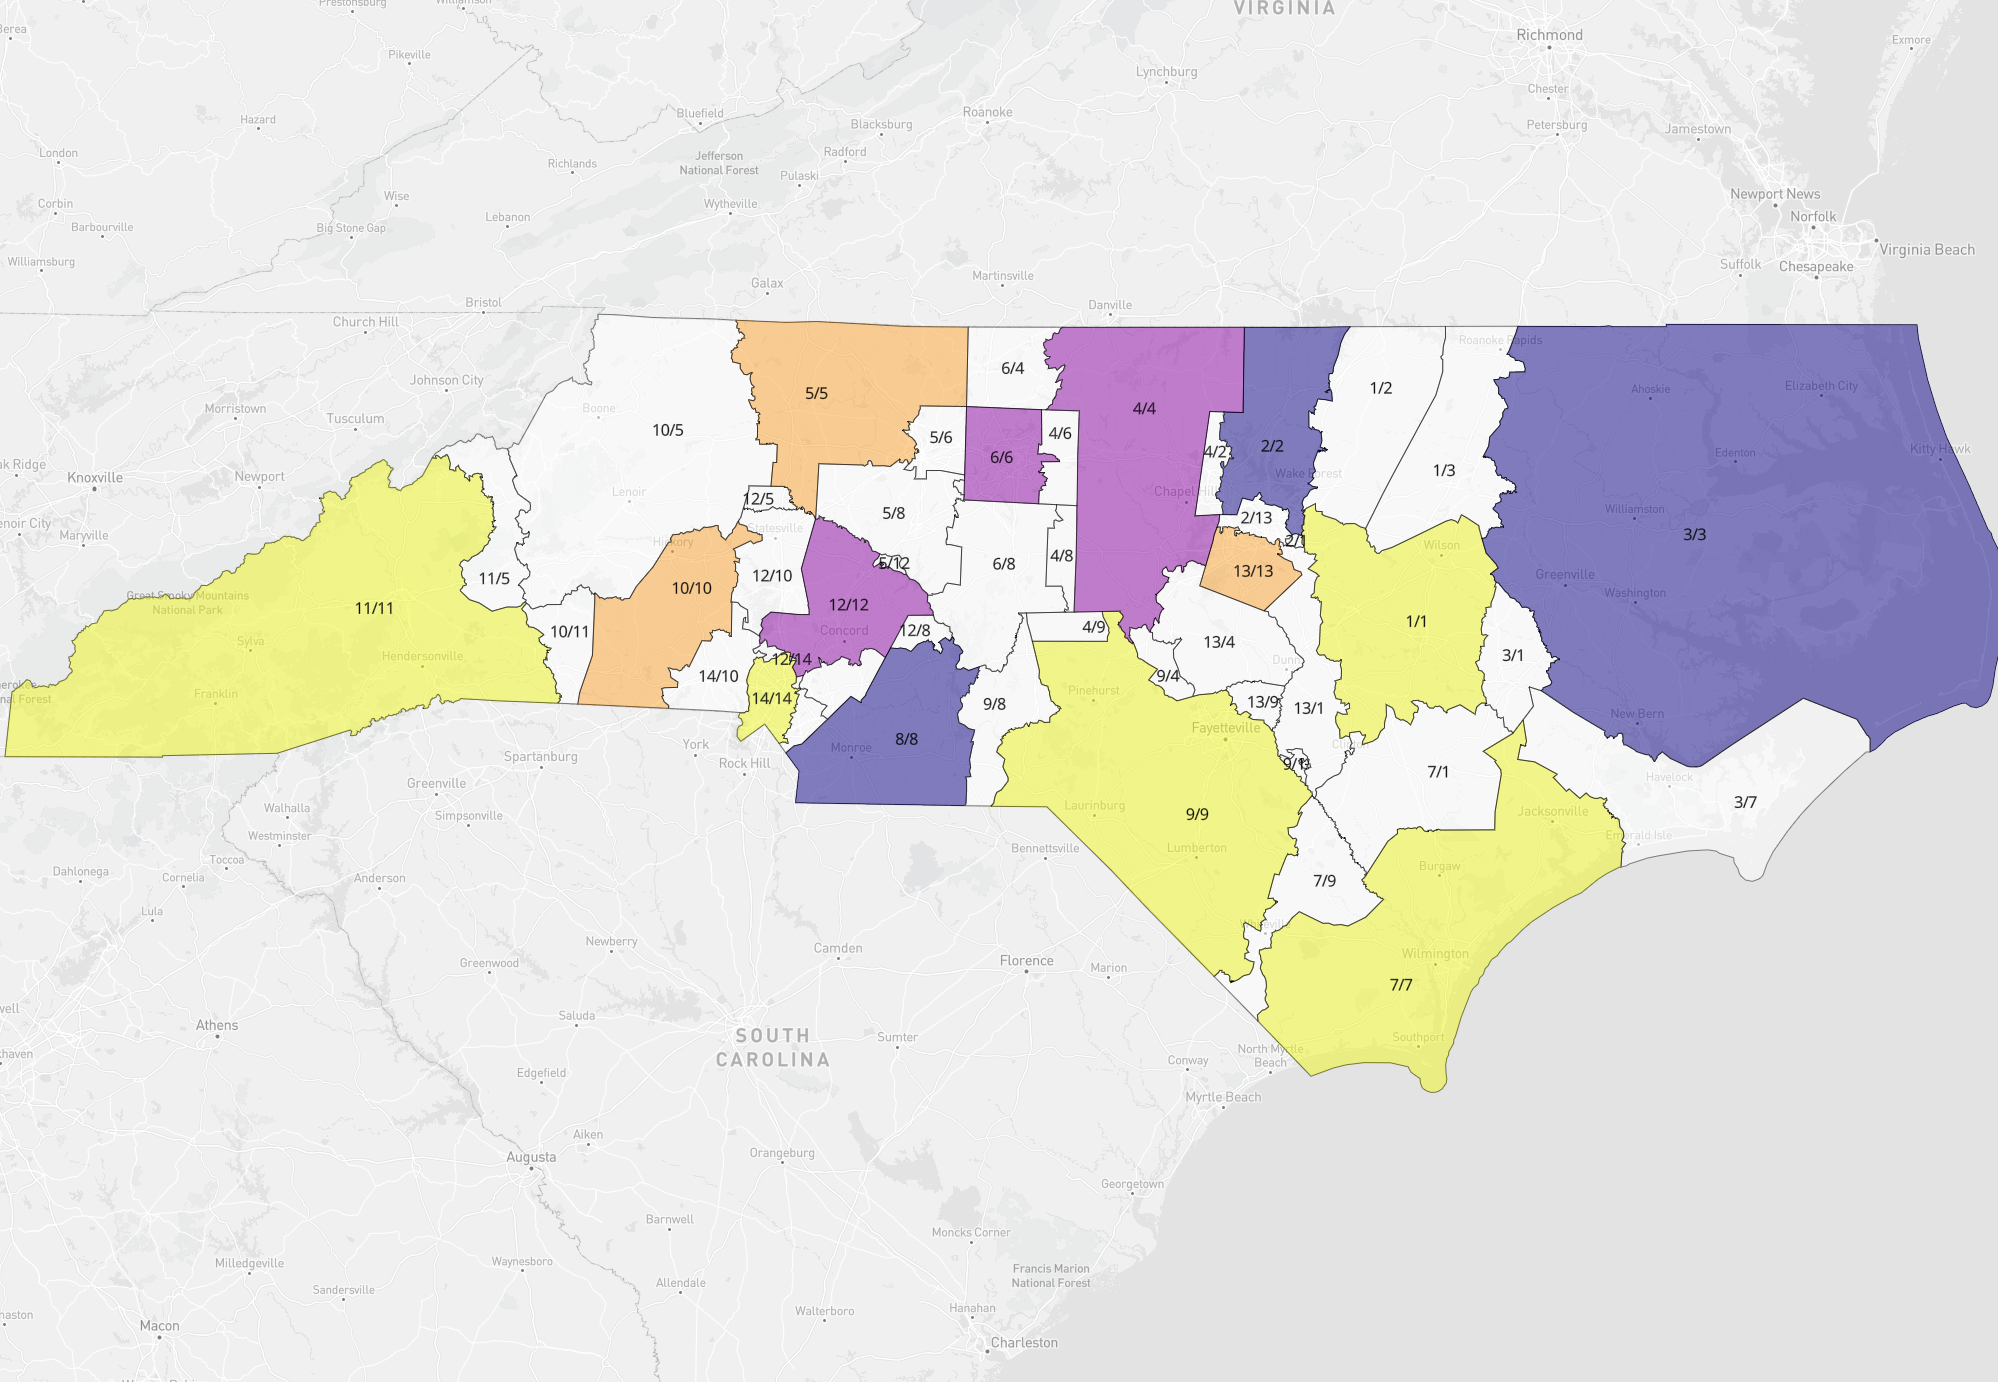 VIRGINIA
Prestonsburg
Berea
Richmond
Exmore
Pikeville
Lynchburg
Chester
Hazard
Bluefield
Roanoke
Blacksburg
Petersburg
Jamestown
London
Richlands
Jefferson
National Forest
Radford
Pulaski
Wise
Newport News
Corbin
Lebanon
Wytheville
Norfolk
Barbourville
Big Stone Gap
Virginia Beach
Williamsburg
Suffolk
Chesapeake
Martinsville
Galax
Bristol
Danville
Church Hill
Roanoke Rapids
6/4
Johnson City
5/5
1/2
Ahoskie
Elizabeth City
Morristown
Boone
4/4
Tusculum
10/5
5/6
4/6
2/2
Kitty Hawk
4/2
Edenton
6/6
oak Ridge
1/3
Knoxville
Newport
Wake Forest
Lenoir
12/5
Chapel Hill
5/8
2/13
Williamston
enoir City
Maryville
Statesville
3/3
Hickory
2/1
Wilson
4/8
5/12
6/8
13/13
11/5
12/10
Greenville
10/10
Great Smoky Mountains
National Park
11/11
12/12
Washington
1/1
10/11
Concord
12/8
4/9
Sylva
13/4
Hendersonville
12/14
Dunn
3/1
14/10
9/4
Franklin
14/14
Pinehurst
9/8
13/9
13/1
New Bern
Fayetteville
8/8
York
Monroe
Clinton
Spartanburg
Rock Hill
9/13
7/1
Havelock
Greenville
3/7
Walhalla
Laurinburg
9/9
Jacksonville
Simpsonville
Westminster
Emerald Isle
Toccoa
Lumberton
Bennettsville
Dahlonega
Cornelia
Anderson
Burgaw
7/9
Lula
Whiteville
Newberry
Camden
Wilmington
Greenwood
Florence
Marion
7/7
Saluda
Athens
SOUTH
CAROLINA
Sumter
Southport
North Myrtle
Beach
Conway
Edgefield
Myrtle Beach
Aiken
Orangeburg
Augusta
Georgetown
Barnwell
Moncks Corner
Milledgeville
Waynesboro
Francis Marion
National Forest
Sandersville
Allendale
Walterboro
Hanahan
Macon
Charleston